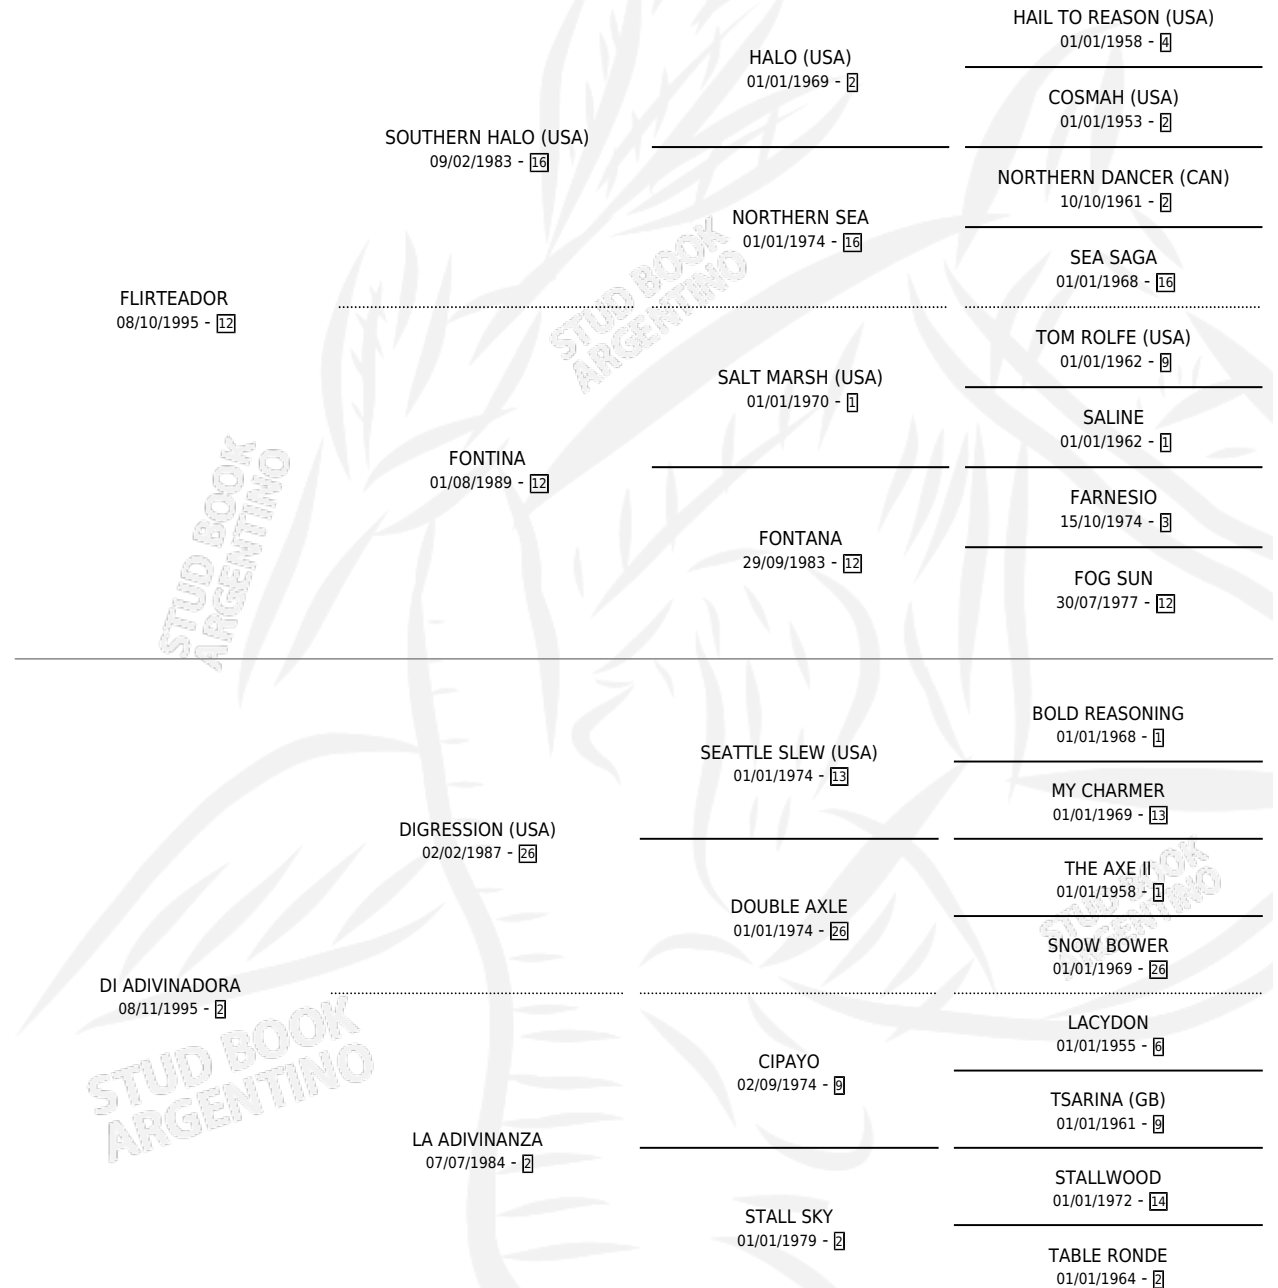 HAIL TO REASON (USA)
01/01/1958 - 4
HALO (USA)
01/01/1969 - 2
COSMAH (USA)
01/01/1953 - 2
SOUTHERN HALO (USA)
09/02/1983 - 16
NORTHERN DANCER (CAN)
10/10/1961 - 2
NORTHERN SEA
01/01/1974 - 16
SEA SAGA
01/01/1968 - 16
FLIRTEADOR
08/10/1995 - 12
TOM ROLFE (USA)
01/01/1962 - 9
SALT MARSH (USA)
01/01/1970 - 1
SALINE
01/01/1962 - 1
FONTINA
01/08/1989 - 12
FARNESIO
15/10/1974 - 3
FONTANA
29/09/1983 - 12
FOG SUN
30/07/1977 - 12
BOLD REASONING
01/01/1968 - 1
SEATTLE SLEW (USA)
01/01/1974 - 13
MY CHARMER
01/01/1969 - 13
DIGRESSION (USA)
02/02/1987 - 26
THE AXE II
01/01/1958 - 1
DOUBLE AXLE
01/01/1974 - 26
SNOW BOWER
01/01/1969 - 26
DI ADIVINADORA
08/11/1995 - 2
LACYDON
01/01/1955 - 6
CIPAYO
02/09/1974 - 9
TSARINA (GB)
01/01/1961 - 9
LA ADIVINANZA
07/07/1984 - 2
STALLWOOD
01/01/1972 - 14
STALL SKY
01/01/1979 - 2
TABLE RONDE
01/01/1964 - 2
STUD BOOK
ARGENTINO
STUD BOOK
ARGENTINO
STUD BOOK
ARGENTINO
STUD BOOK
ARGENTINO